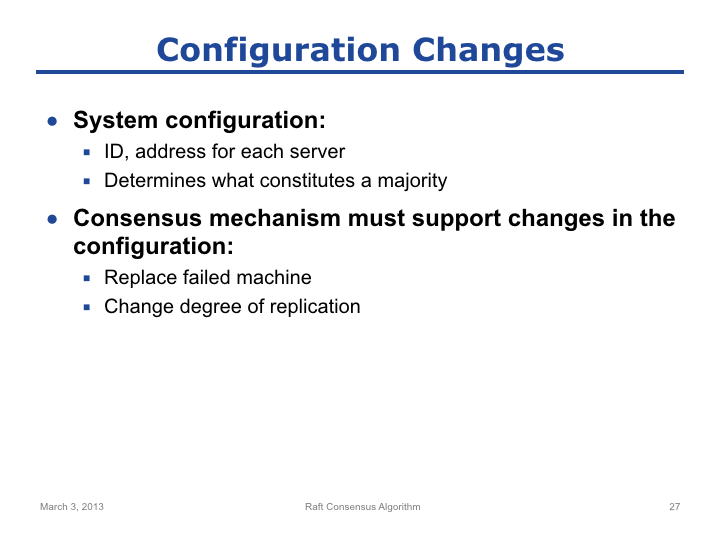 Configuration Changes
● System configuration:
▪ ID, address for each server
▪ Determines what constitutes a majority
● Consensus mechanism must support changes in the
configuration:
▪ Replace failed machine
▪ Change degree of replication
March 3, 2013
Raft Consensus Algorithm
27